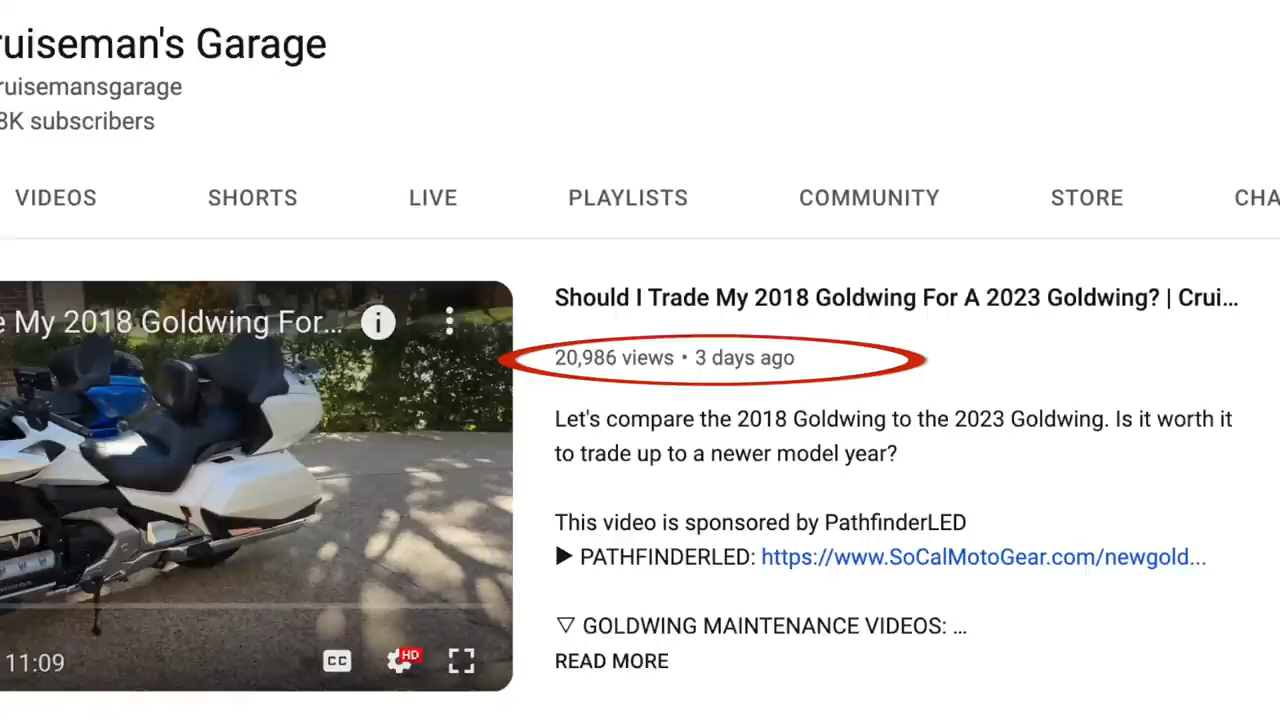 ruiseman's Garage
ruisemansgarage
8K subscribers
VIDEOS SHORTS LIVE PLAYLISTS COMMUNITY STORE CHA
e My 2018 Goldwing For...
Should I Trade My 2018 Goldwing For A 2023 Goldwing? | Crui...
20,986 views • 3 days ago
Let's compare the 2018 Goldwing to the 2023 Goldwing. Is it worth it
to trade up to a newer model year?
This video is sponsored by PathfinderLED
▶ PATHFINDERLED: https://www.SoCalMotoGear.com/newgold...
▽ GOLDWING MAINTENANCE VIDEOS: ...
READ MORE
11:09
CC
HD